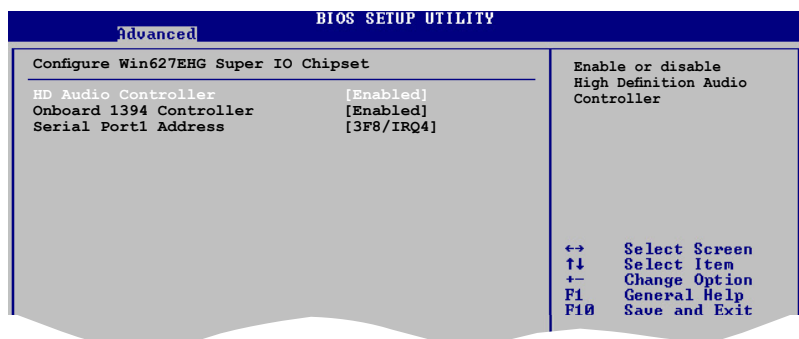 BIOS SETUP UTILITY
Advanced
Configure Win627EHG Super IO Chipset
HD Audio Controller [Enabled]
Onboard 1394 Controller [Enabled]
Serial Port1 Address [3F8/IRQ4]
Enable or disable
High Definition Audio
Controller
←→ Select Screen
↑↓ Select Item
+- Change Option
F1 General Help
F10 Save and Exit